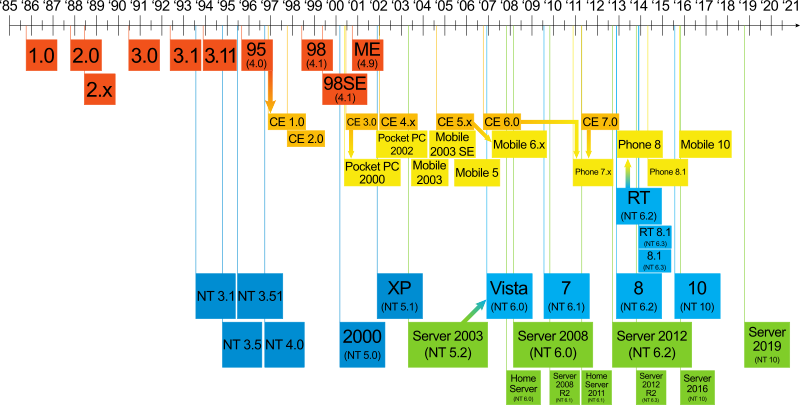 '85 '86 '87 '88 '89 '90 '91 '92 '93 '94 '95 '96 '97 '98 '99 '00 '01 '02 '03 '04 '05 '06 '07 '08 '09 '10 '11 '12 '13 '14 '15 '16 '17 '18 '19 '20 '21
1.0
2.0
3.0
3.1
3.11
95
(4.0)
98
(4.1)
ME
(4.9)
2.x
98SE
(4.1)
CE 1.0
CE 2.0
CE 3.0
CE 4.x
CE 5.x
CE 6.0
CE 7.0
Pocket PC
2002
Mobile
2003 SE
Mobile 6.x
Phone 8
Mobile 10
Pocket PC
2000
Mobile
2003
Mobile 5
Phone 7.x
Phone 8.1
RT
(NT 6.2)
RT 8.1
(NT 6.3)
8.1
(NT 6.3)
NT 3.1
NT 3.51
XP
(NT 5.1)
Vista
(NT 6.0)
7
(NT 6.1)
8
(NT 6.2)
10
(NT 10)
NT 3.5
NT 4.0
2000
(NT 5.0)
Server 2003
(NT 5.2)
Server 2008
(NT 6.0)
Server 2012
(NT 6.2)
Server
2019
(NT 10)
Home
Server
(NT 6.0)
Server
2008
R2
(NT 6.1)
Home
Server
2011
(NT 6.1)
Server
2012
R2
(NT 6.3)
Server
2016
(NT 10)